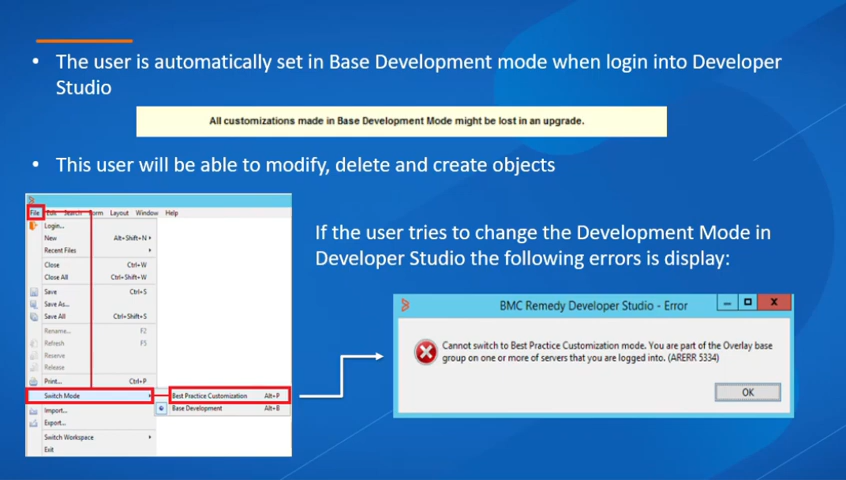 • The user is automatically set in Base Development mode when login into Developer
Studio
All customizations made in Base Development Mode might be lost in an upgrade.
• This user will be able to modify, delete and create objects
File Edit Search Form Layout Window Help
Login...
New Alt+Shift+N
Recent Files
Close Ctrl+W
Close All Ctrl+Shift+W
Save Ctrl+S
Save As...
Save All Ctrl+Shift+S
Rename... F2
Refresh F5
Reserve
Release
Print... Ctrl+P
Switch Mode
Best Practice Customization Alt+P
Base Development Alt+B
Import...
Export...
Switch Workspace
Exit
If the user tries to change the Development Mode in
Developer Studio the following errors is display:
BMC Remedy Developer Studio - Error
Cannot switch to Best Practice Customization mode. You are part of the Overlay base
group on one or more of servers that you are logged into. (ARERR 5334)
OK